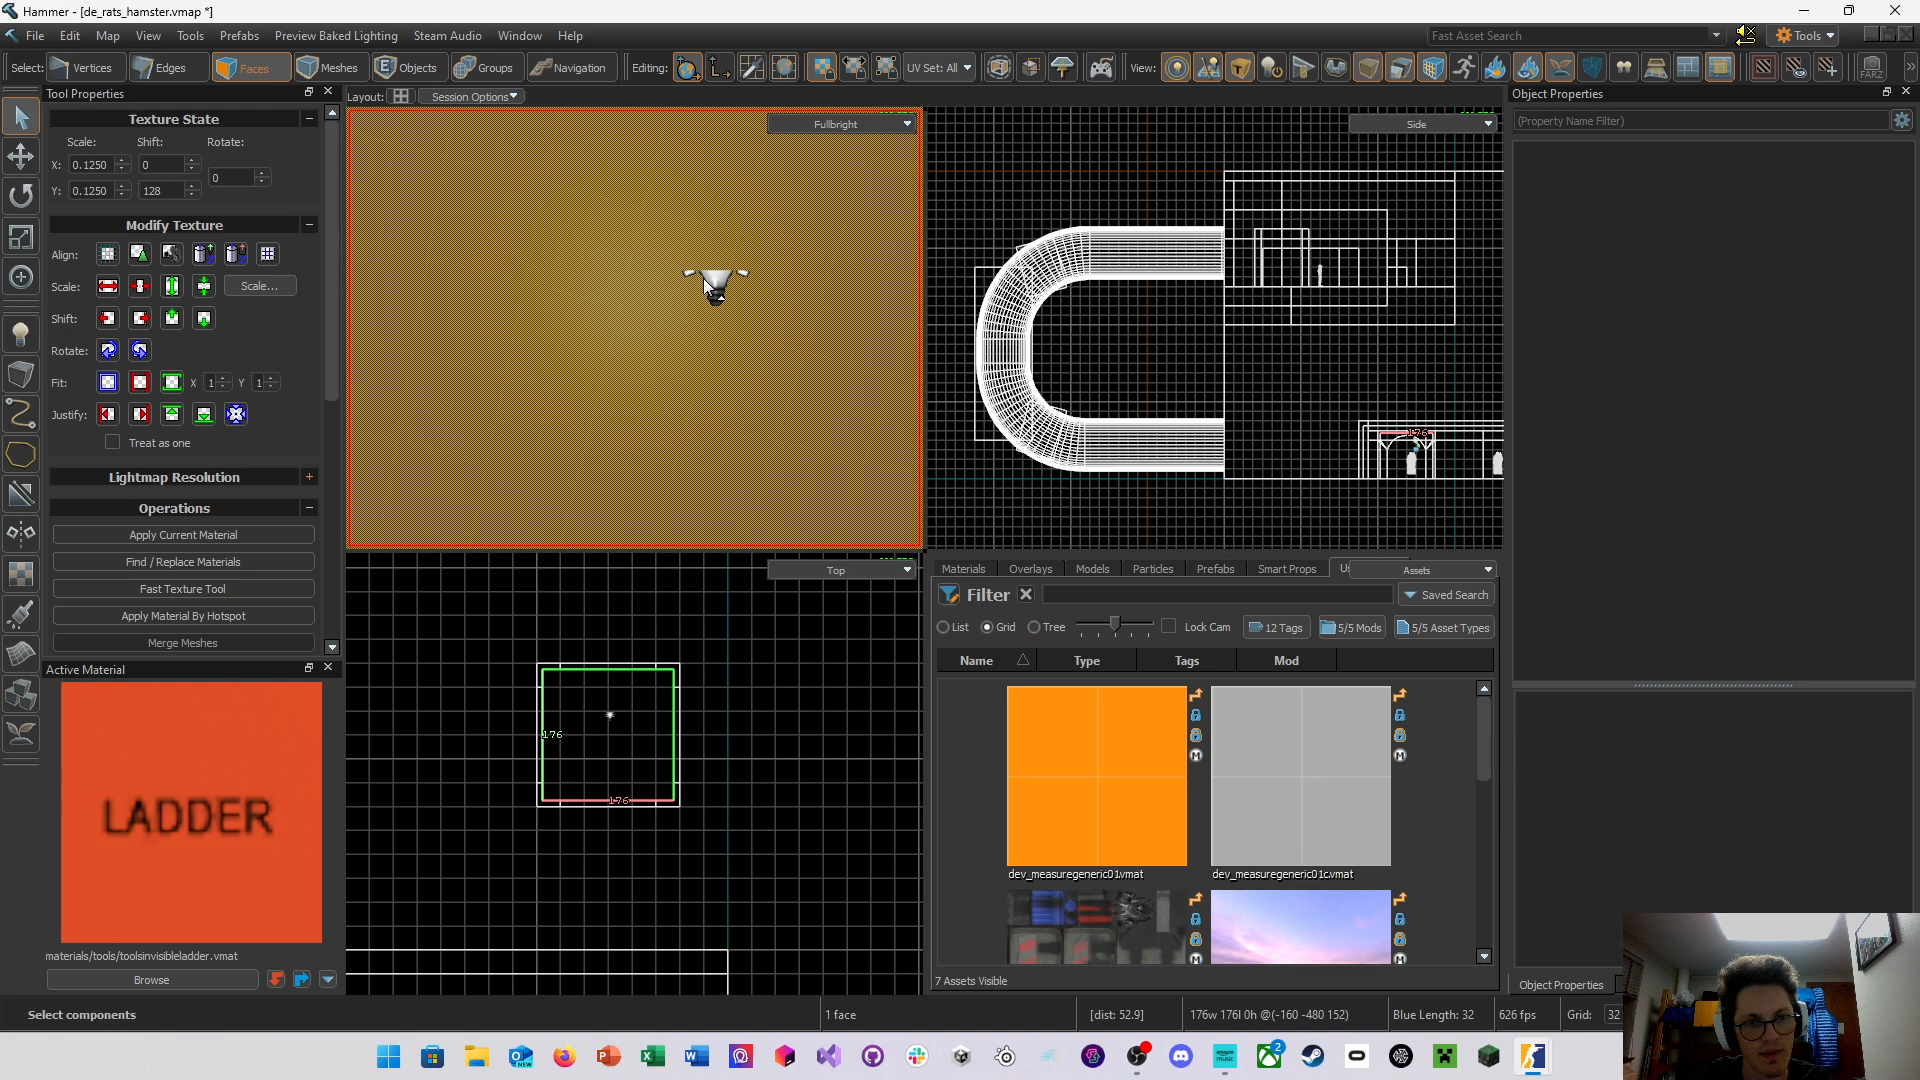 Hammer - [de_rats_hamster.vmap *]
File Edit Map View Tools Prefabs Preview Baked Lighting Steam Audio Window Help
Fast Asset Search
Tools
Select: Vertices Edges Faces Meshes Objects Groups Navigation Editing: UV Set: All View: FARZ
Tool Properties
Layout: Session Options
Object Properties
Texture State
Scale: Shift: Rotate:
X: 0.1250 0
0
Y: 0.1250 128
Modify Texture
Align:
Scale: Scale...
Shift:
Rotate:
Fit: X 1 Y 1
Justify:
Treat as one
Lightmap Resolution
Operations
Apply Current Material
Find / Replace Materials
Fast Texture Tool
Apply Material By Hotspot
Merge Meshes
Active Material
LADDER
materials/tools/toolsinvisibleladder.vmat
Browse
Fullbright
Side
(Property Name Filter)
176
Top
176
176
Materials Overlays Models Particles Prefabs Smart Props Assets
Filter Saved Search
List Grid Tree Lock Cam 12 Tags 5/5 Mods 5/5 Asset Types
Name Type Tags Mod
M M
dev_measuregeneric01.vmat dev_measuregeneric01c.vmat
M M
7 Assets Visible
Object Properties
Select components 1 face [dist: 52.9] 176w 176l 0h @(-160 -480 152) Blue Length: 32 626 fps Grid: 32
NEW 2